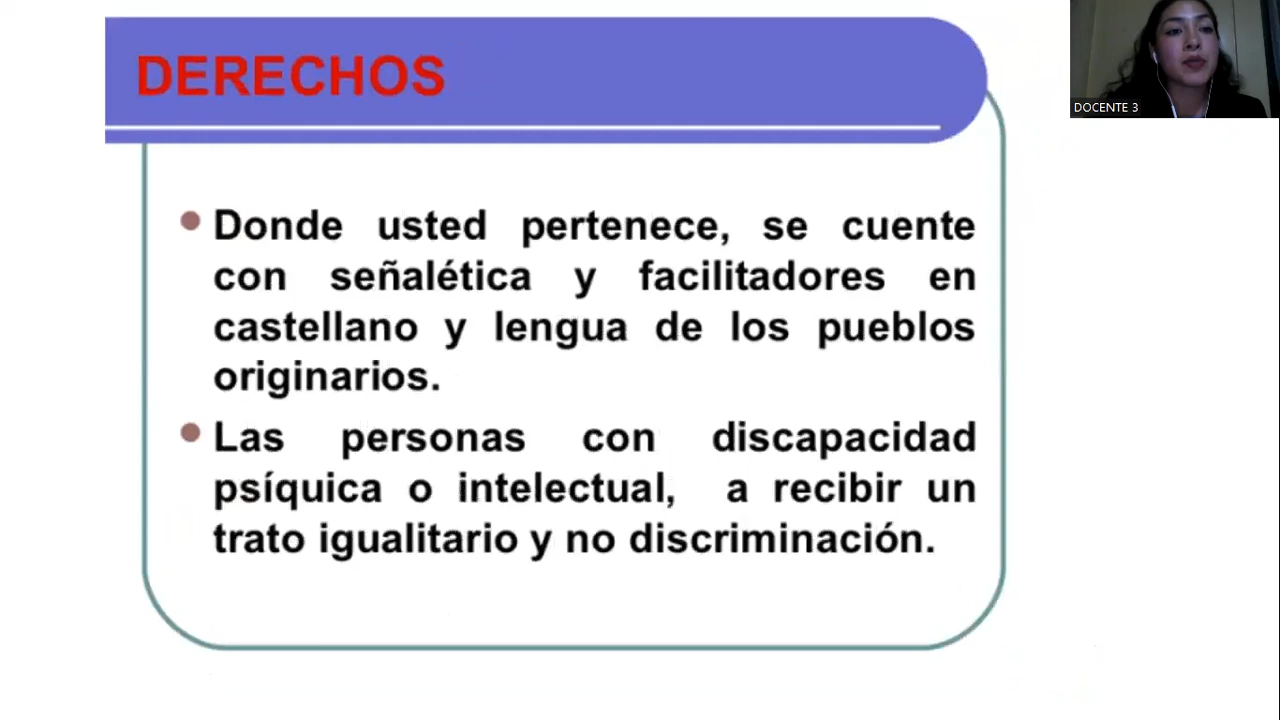 DERECHOS
DOCENTE 3
Donde usted pertenece, se cuente
con señalética y facilitadores en
castellano y lengua de los pueblos
originarios.
Las personas con discapacidad
psíquica o intelectual, a recibir un
trato igualitario y no discriminación.